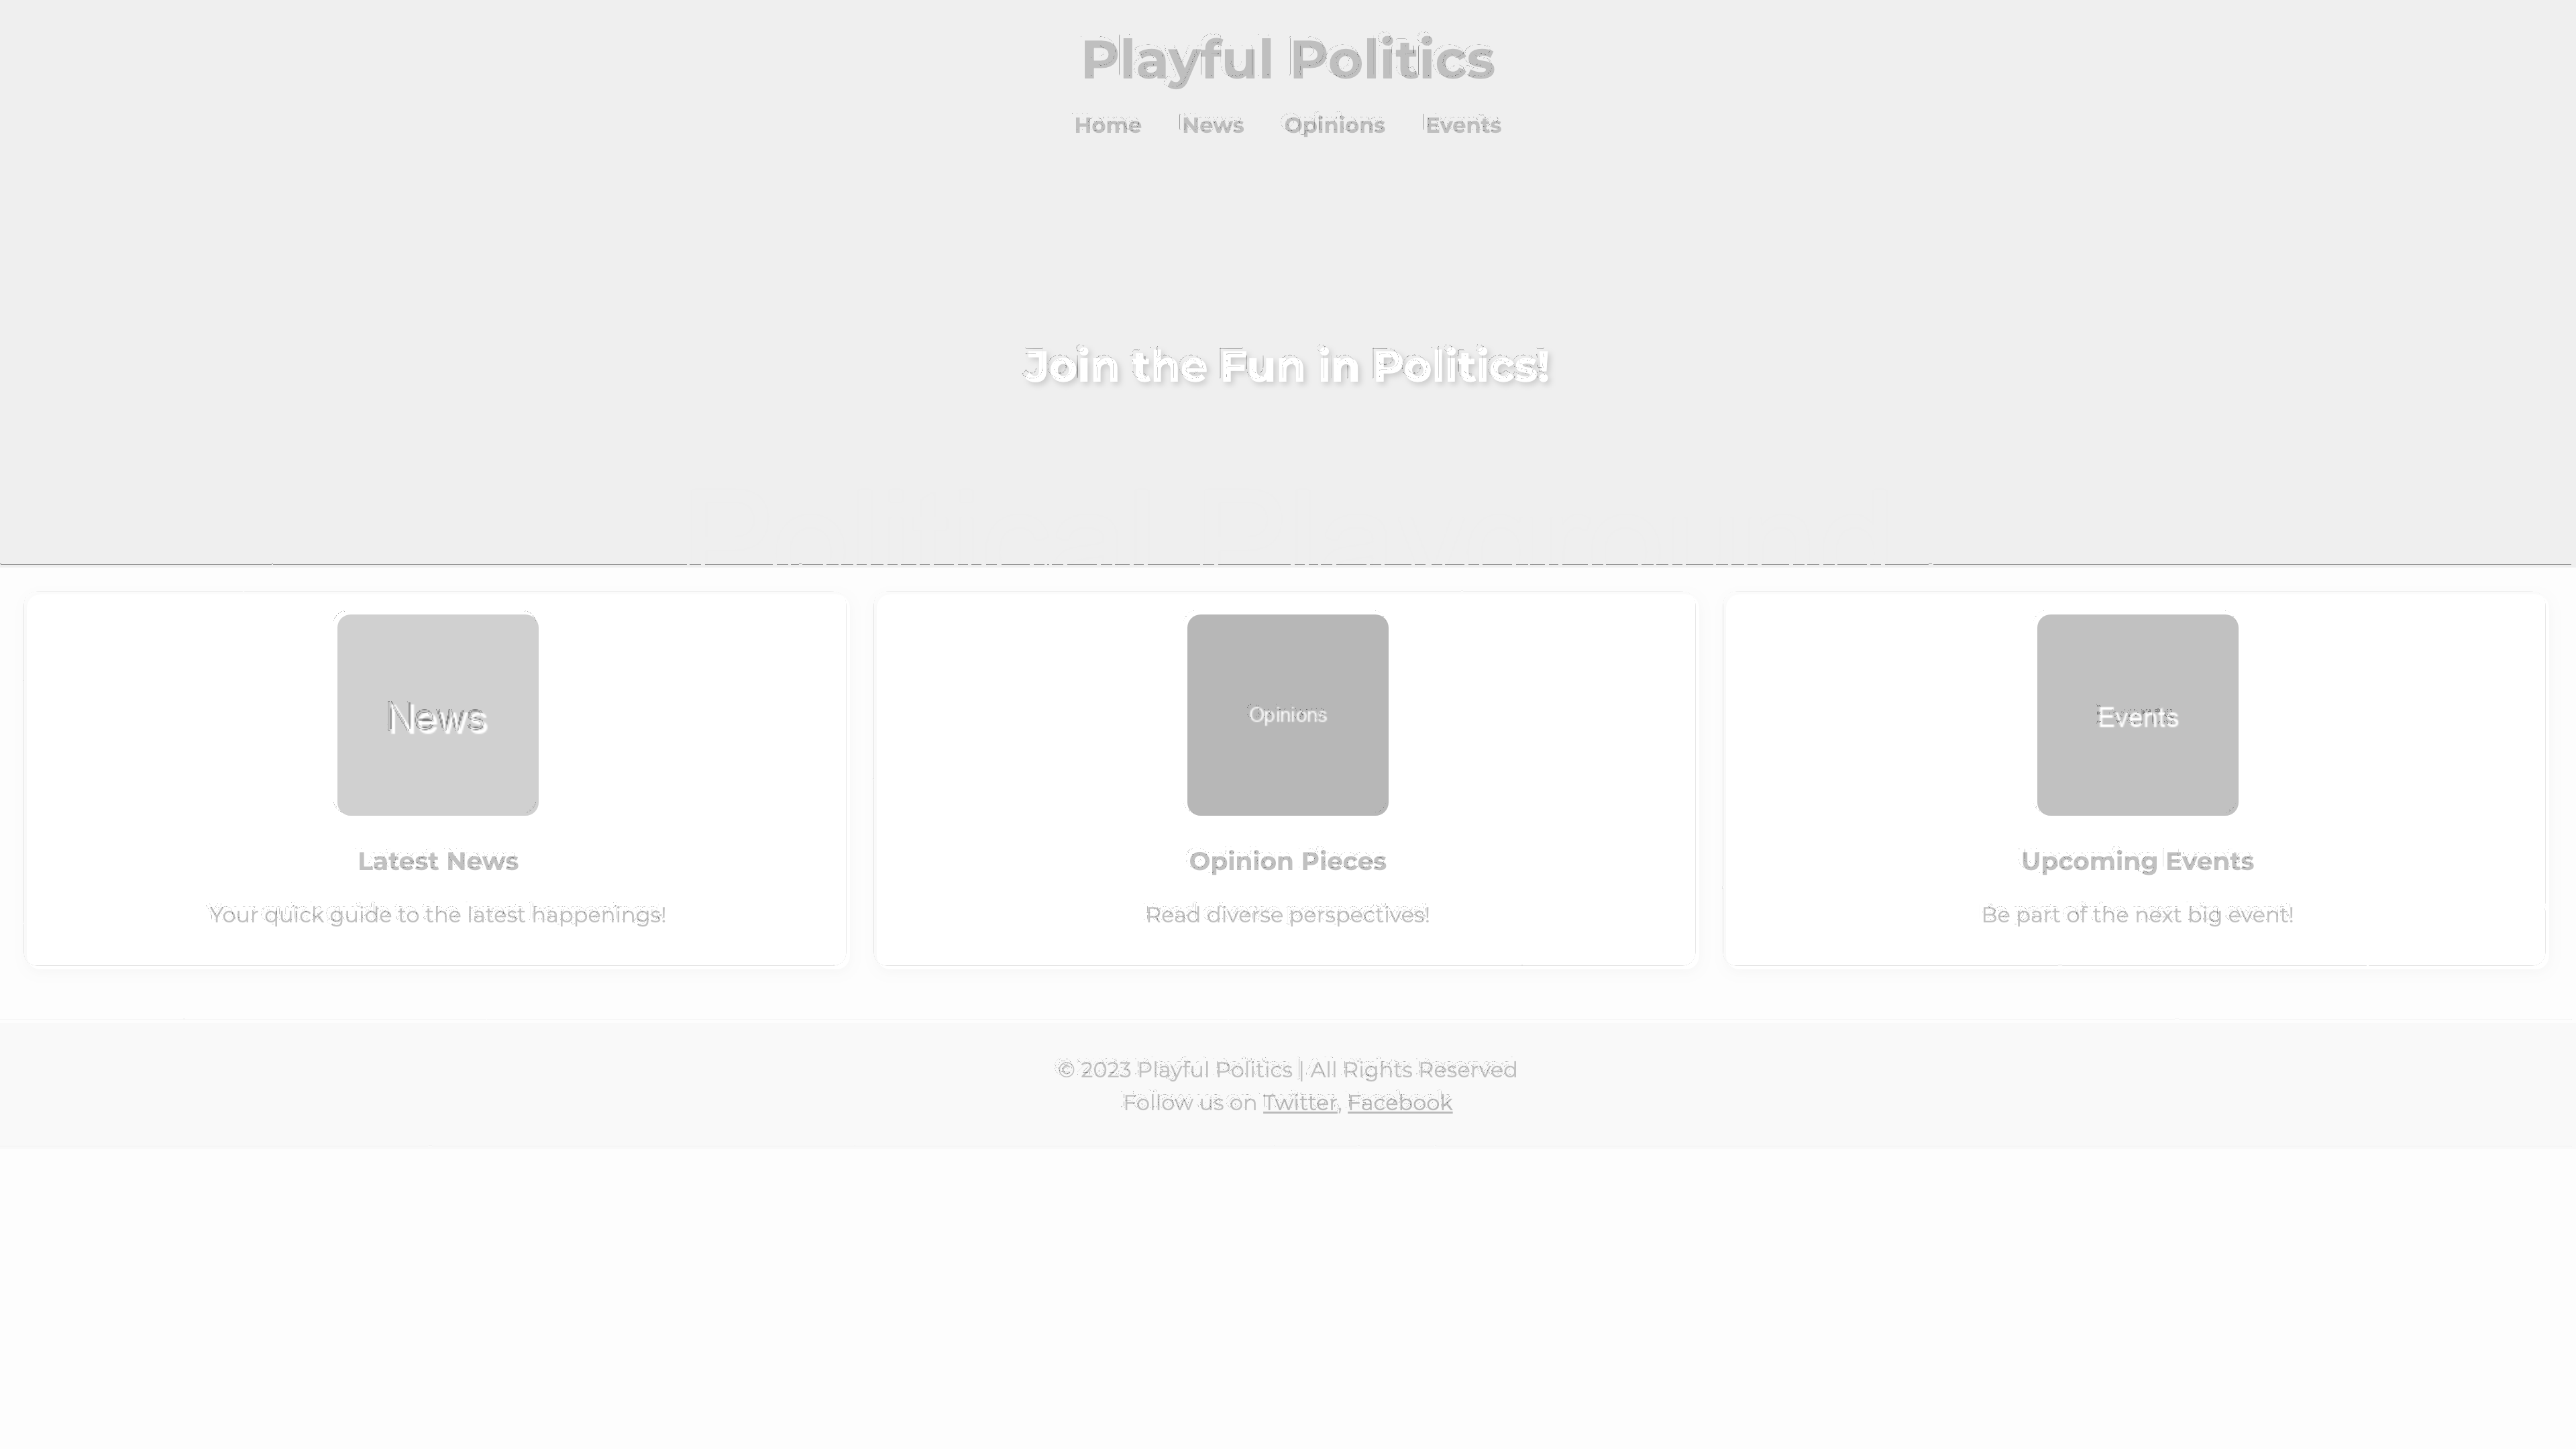 Playful Politics
Home News Opinions Events
Join the Fun in Politics!
News
Opinions
Events
Latest News
Opinion Pieces
Upcoming Events
Your quick guide to the latest happenings!
Read diverse perspectives!
Be part of the next big event!
© 2023 Playful Politics | All Rights Reserved
Follow us on Twitter, Facebook